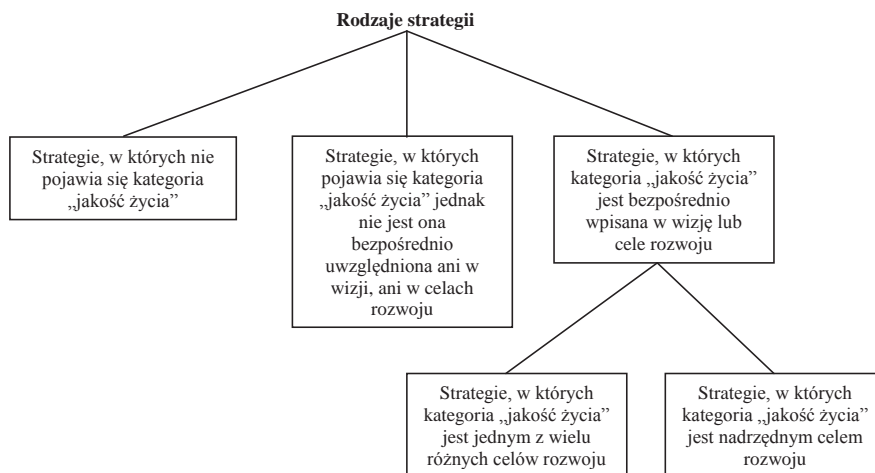 Rodzaje strategii
Strategie, w których nie
pojawia się kategoria
„jakość życia”
Strategie, w których
pojawia się kategoria
„jakość życia” jednak
nie jest ona
bezpośrednio
uwzględniona ani w
wizji, ani w celach
rozwoju
Strategie, w których
kategoria „jakość życia”
jest bezpośrednio
wpisana w wizję lub
cele rozwoju
Strategie, w których
kategoria „jakość życia”
jest jednym z wielu
różnych celów rozwoju
Strategie, w których
kategoria „jakość życia”
jest nadrzędnym celem
rozwoju